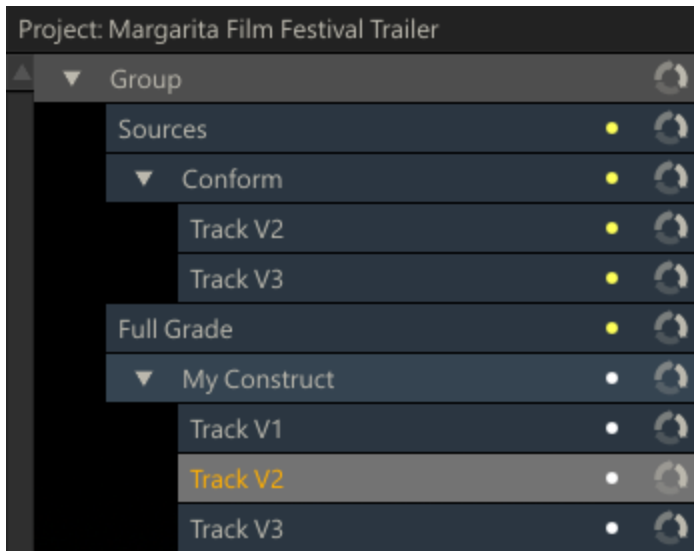 Project: Margarita Film Festival Trailer
Group
Sources
Conform
Track V2
Track V3
Full Grade
My Construct
Track V1
Track V2
Track V3